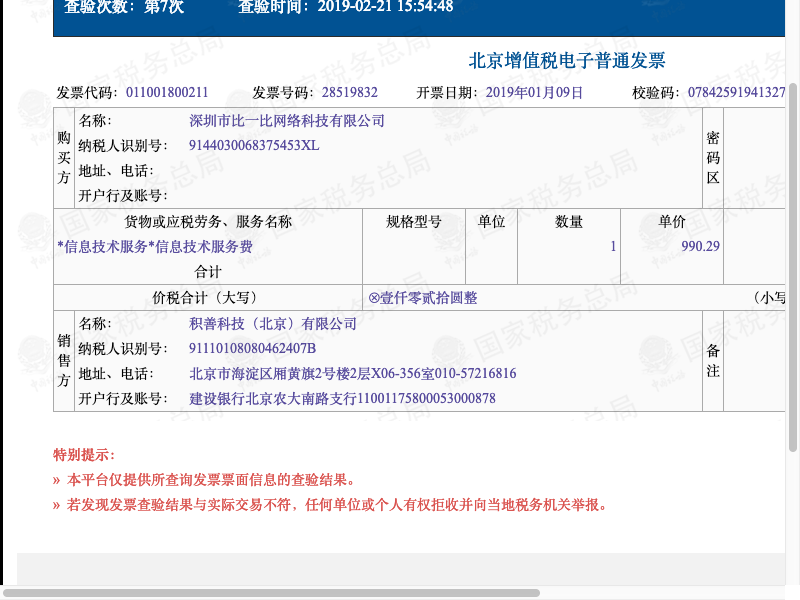 查验次数：第7次 查验时间：2019-02-21 15:54:48
北京增值税电子普通发票
发票代码：011001800211 发票号码：28519832 开票日期：2019年01月09日 校验码：07842591941327
购买方
名称：深圳市比一比网络科技有限公司
纳税人识别号：9144030068375453XL
地址、电话：
开户行及账号：
密码区
货物或应税劳务、服务名称 规格型号 单位 数量 单价
*信息技术服务*信息技术服务费 1 990.29
合计
价税合计（大写） ⊗壹仟零贰拾圆整 （小写
销售方
名称：积善科技（北京）有限公司
纳税人识别号：91110108080462407B
地址、电话：北京市海淀区厢黄旗2号楼2层X06-356室010-57216816
开户行及账号：建设银行北京农大南路支行11001175800053000878
备注
特别提示：
» 本平台仅提供所查询发票票面信息的查验结果。
» 若发现发票查验结果与实际交易不符，任何单位或个人有权拒收并向当地税务机关举报。